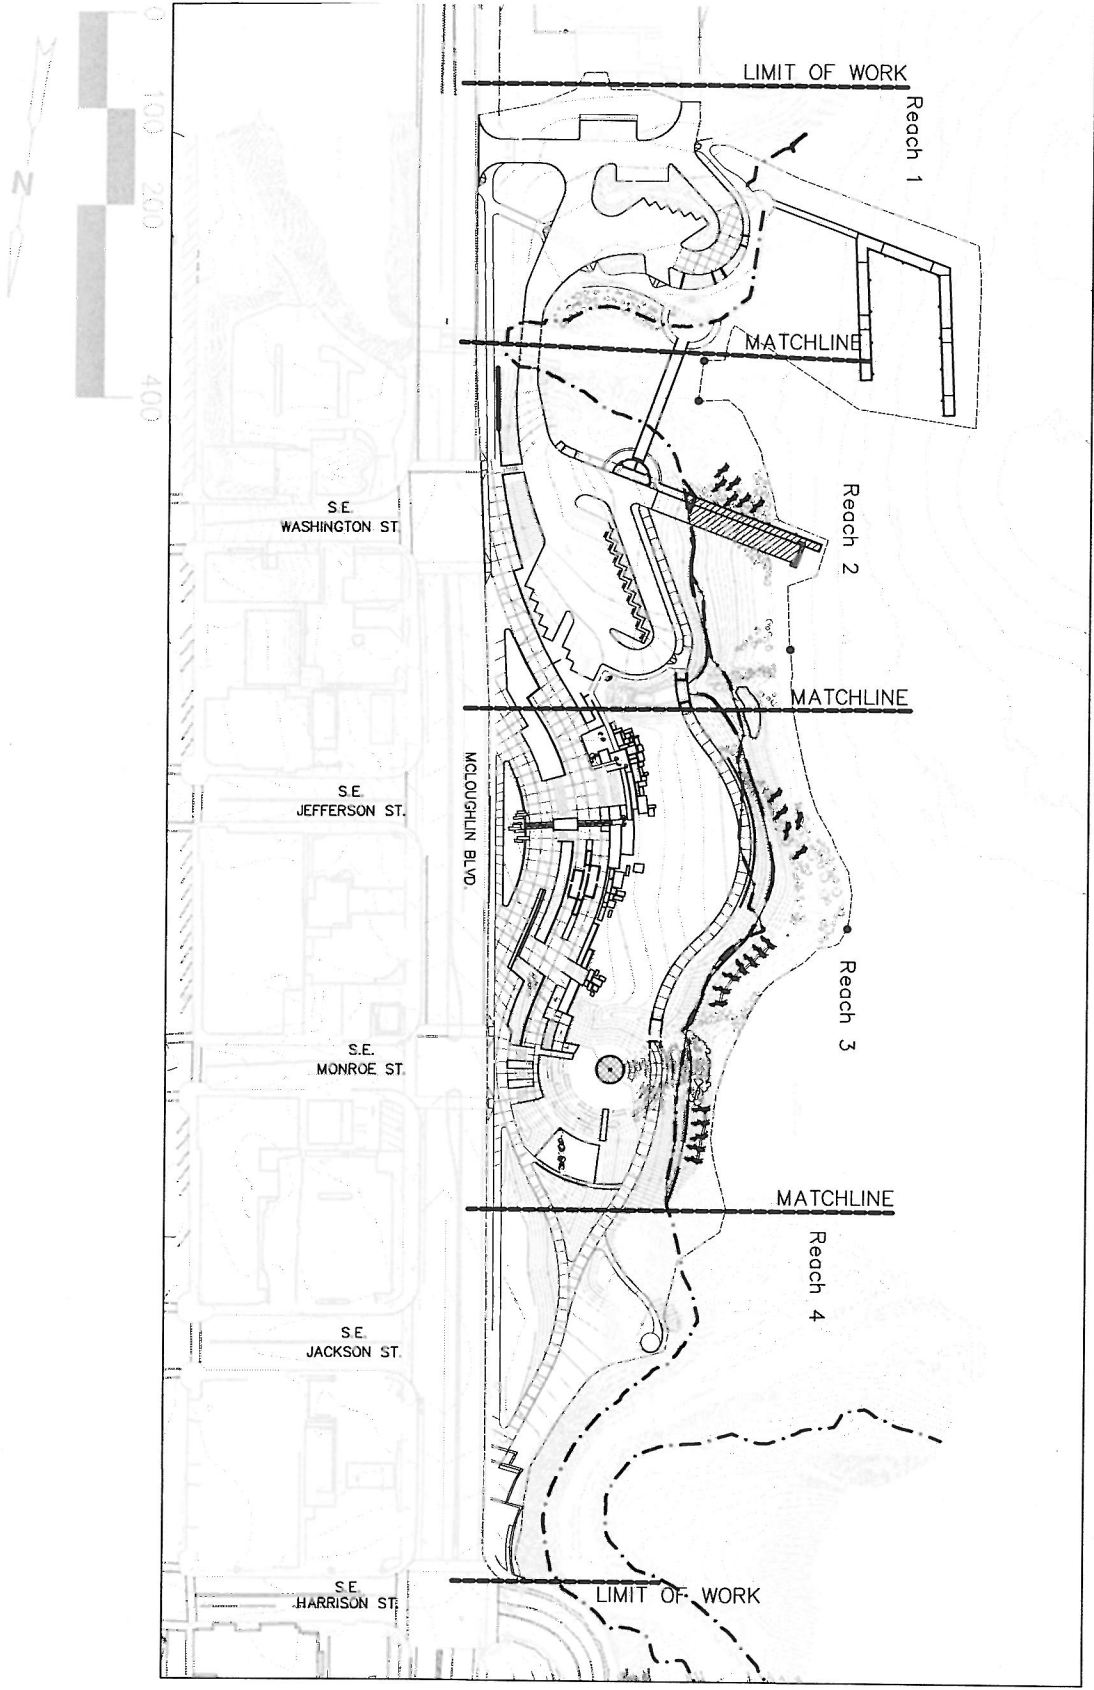 0
100
200
400
N
LIMIT OF WORK
Reach 1
MATCHLINE
Reach 2
S.E.
WASHINGTON ST.
MATCHLINE
MCLOUGHLIN BLVD.
S.E.
JEFFERSON ST.
Reach 3
S.E.
MONROE ST.
MATCHLINE
Reach 4
S.E.
JACKSON ST.
S.E.
HARRISON ST.
LIMIT OF WORK